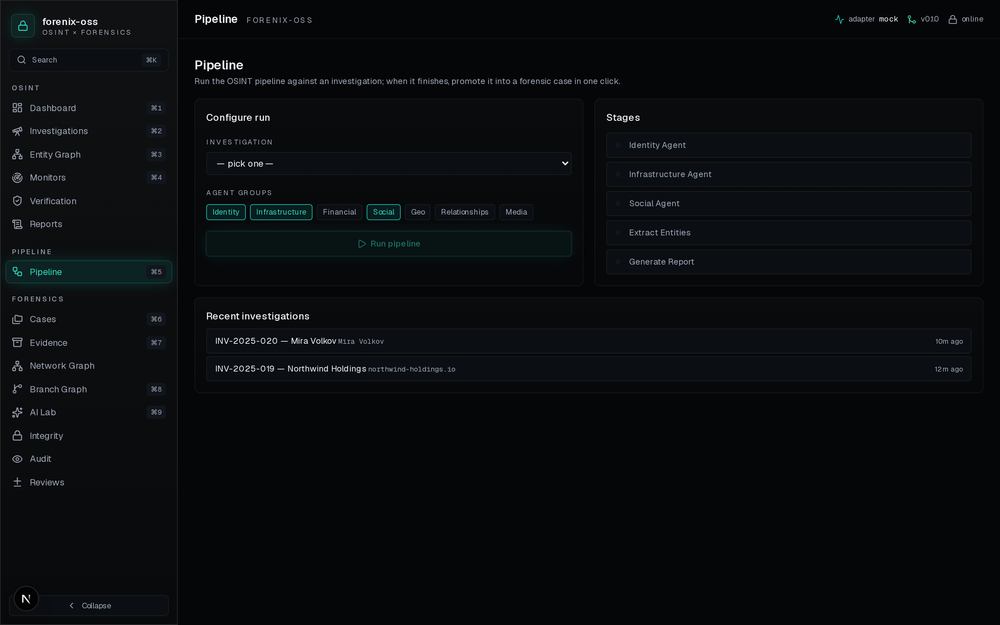 forenix-oss
OSINT × FORENSICS
Search ⌘K
OSINT
Dashboard ⌘1
Investigations ⌘2
Entity Graph ⌘3
Monitors ⌘4
Verification
Reports
PIPELINE
Pipeline ⌘5
FORENSICS
Cases ⌘6
Evidence ⌘7
Network Graph
Branch Graph ⌘8
AI Lab ⌘9
Integrity
Audit
Reviews
N
Collapse
Pipeline FORENIX-OSS
adapter mock v0.1.0 online
Pipeline
Run the OSINT pipeline against an investigation; when it finishes, promote it into a forensic case in one click.
Configure run
INVESTIGATION
— pick one —
AGENT GROUPS
Identity Infrastructure Financial Social Geo Relationships Media
Run pipeline
Stages
Identity Agent
Infrastructure Agent
Social Agent
Extract Entities
Generate Report
Recent investigations
INV-2025-020 — Mira Volkov Mira Volkov 10m ago
INV-2025-019 — Northwind Holdings northwind-holdings.io 12m ago